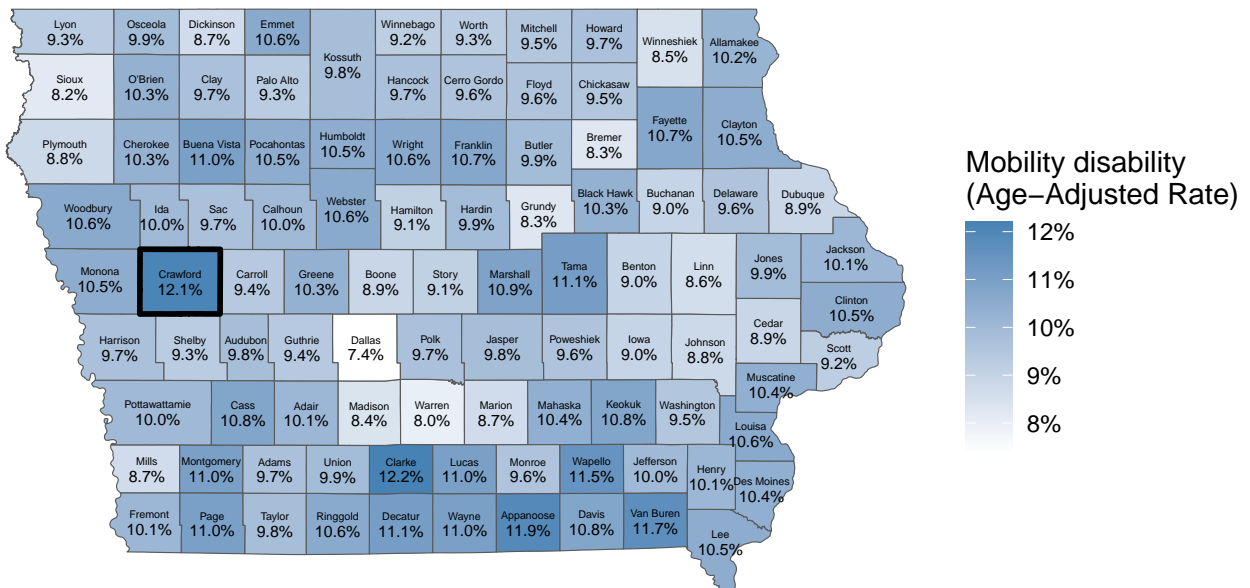 Lyon
9.3%
Osceola
9.9%
Dickinson
8.7%
Emmet
10.6%
Kossuth
9.8%
Winnebago
9.2%
Worth
9.3%
Mitchell
9.5%
Howard
9.7%
Winneshiek
8.5%
Allamakee
10.2%
Sioux
8.2%
O'Brien
10.3%
Clay
9.7%
Palo Alto
9.3%
Hancock
9.7%
Cerro Gordo
9.6%
Floyd
9.6%
Chickasaw
9.5%
Fayette
10.7%
Clayton
10.5%
Plymouth
8.8%
Cherokee
10.3%
Buena Vista
11.0%
Pocahontas
10.5%
Humboldt
10.5%
Wright
10.6%
Franklin
10.7%
Butler
9.9%
Bremer
8.3%
Woodbury
10.6%
Ida
10.0%
Sac
9.7%
Calhoun
10.0%
Webster
10.6%
Hamilton
9.1%
Hardin
9.9%
Grundy
8.3%
Black Hawk
10.3%
Buchanan
9.0%
Delaware
9.6%
Dubuque
8.9%
Monona
10.5%
Crawford
12.1%
Carroll
9.4%
Greene
10.3%
Boone
8.9%
Story
9.1%
Marshall
10.9%
Tama
11.1%
Benton
9.0%
Linn
8.6%
Jones
9.9%
Jackson
10.1%
Clinton
10.5%
Harrison
9.7%
Shelby
9.3%
Audubon
9.8%
Guthrie
9.4%
Dallas
7.4%
Polk
9.7%
Jasper
9.8%
Poweshiek
9.6%
Iowa
9.0%
Johnson
8.8%
Cedar
8.9%
Scott
9.2%
Muscatine
10.4%
Pottawattamie
10.0%
Cass
10.8%
Adair
10.1%
Madison
8.4%
Warren
8.0%
Marion
8.7%
Mahaska
10.4%
Keokuk
10.8%
Washington
9.5%
Louisa
10.6%
Mills
8.7%
Montgomery
11.0%
Adams
9.7%
Union
9.9%
Clarke
12.2%
Lucas
11.0%
Monroe
9.6%
Wapello
11.5%
Jefferson
10.0%
Henry
10.1%
Des Moines
10.4%
Fremont
10.1%
Page
11.0%
Taylor
9.8%
Ringgold
10.6%
Decatur
11.1%
Wayne
11.0%
Appanoose
11.9%
Davis
10.8%
Van Buren
11.7%
Lee
10.5%
Mobility disability
(Age−Adjusted Rate)
12%
11%
10%
9%
8%